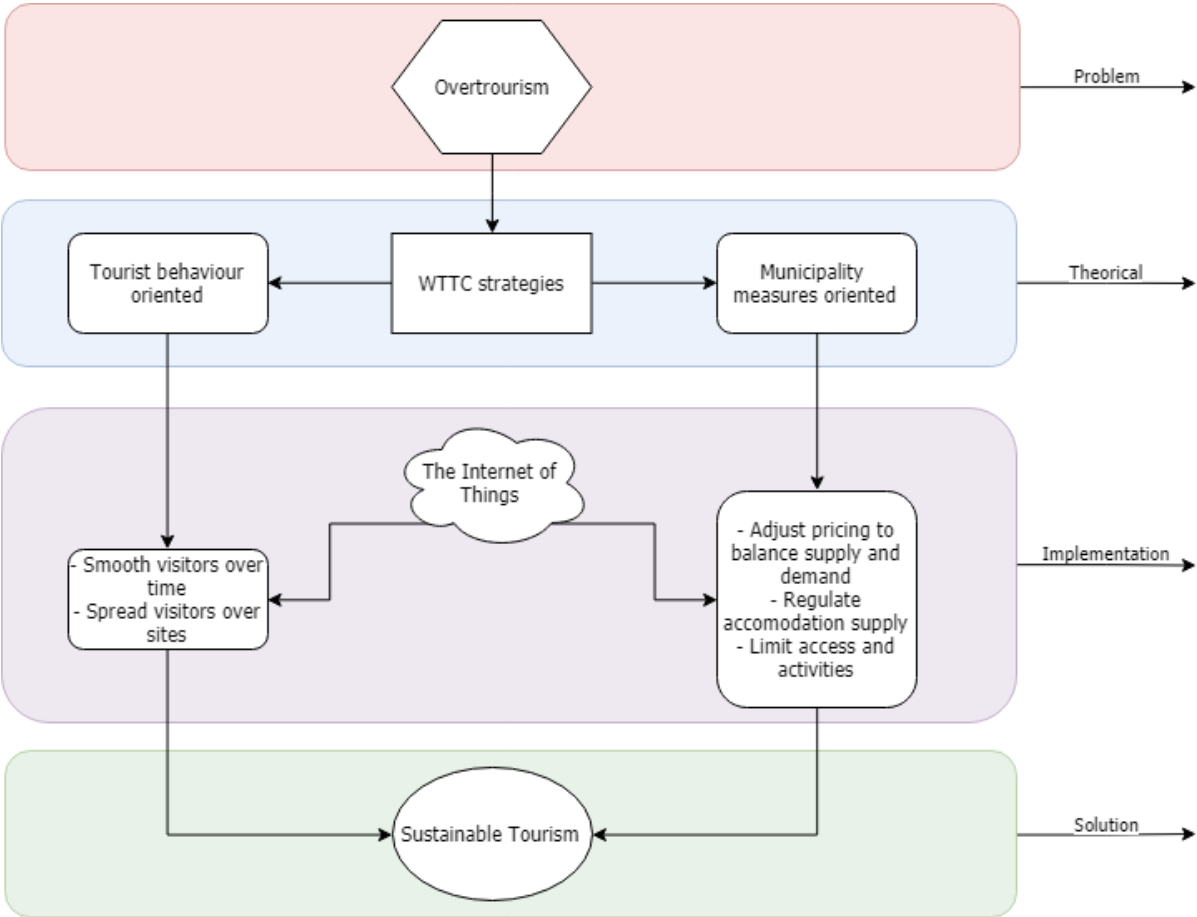 Overtourism
Problem
Tourist behaviour
oriented
WTTC strategies
Municipality
measures oriented
Theorical
The Internet of
Things
- Smooth visitors over
time
- Spread visitors over
sites
- Adjust pricing to
balance supply and
demand
- Regulate
accomodation supply
- Limit access and
activities
Implementation
Sustainable Tourism
Solution